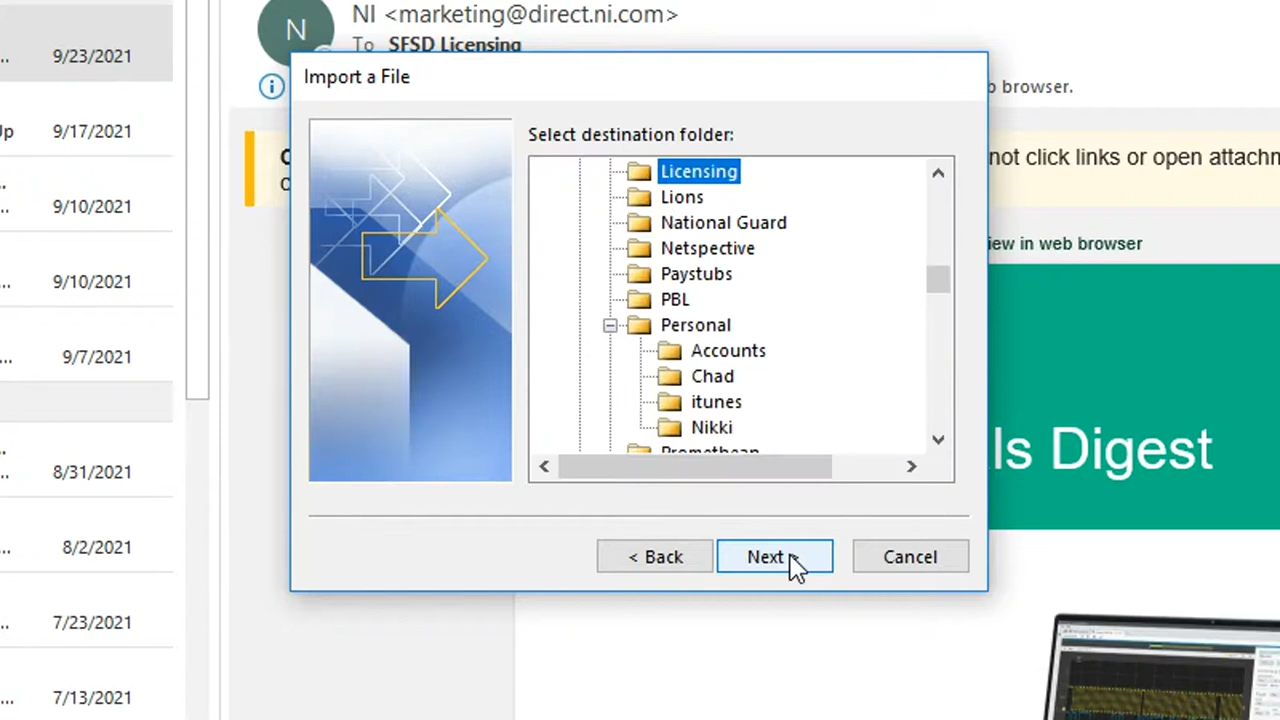 NI <marketing@direct.ni.com>
N
To SFSD Licensing
.. 9/23/2021
Import a File
b browser.
Up 9/17/2021
Select destination folder:
not click links or open attachm
.. 9/10/2021
Licensing
Lions
National Guard
iew in web browser
Netspective
... 9/10/2021
Paystubs
PBL
Personal
... 9/7/2021
Accounts
Chad
itunes
Nikki
ls Digest
.. 8/31/2021
... 8/2/2021
< Back
Next >
Cancel
.. 7/23/2021
... 7/13/2021